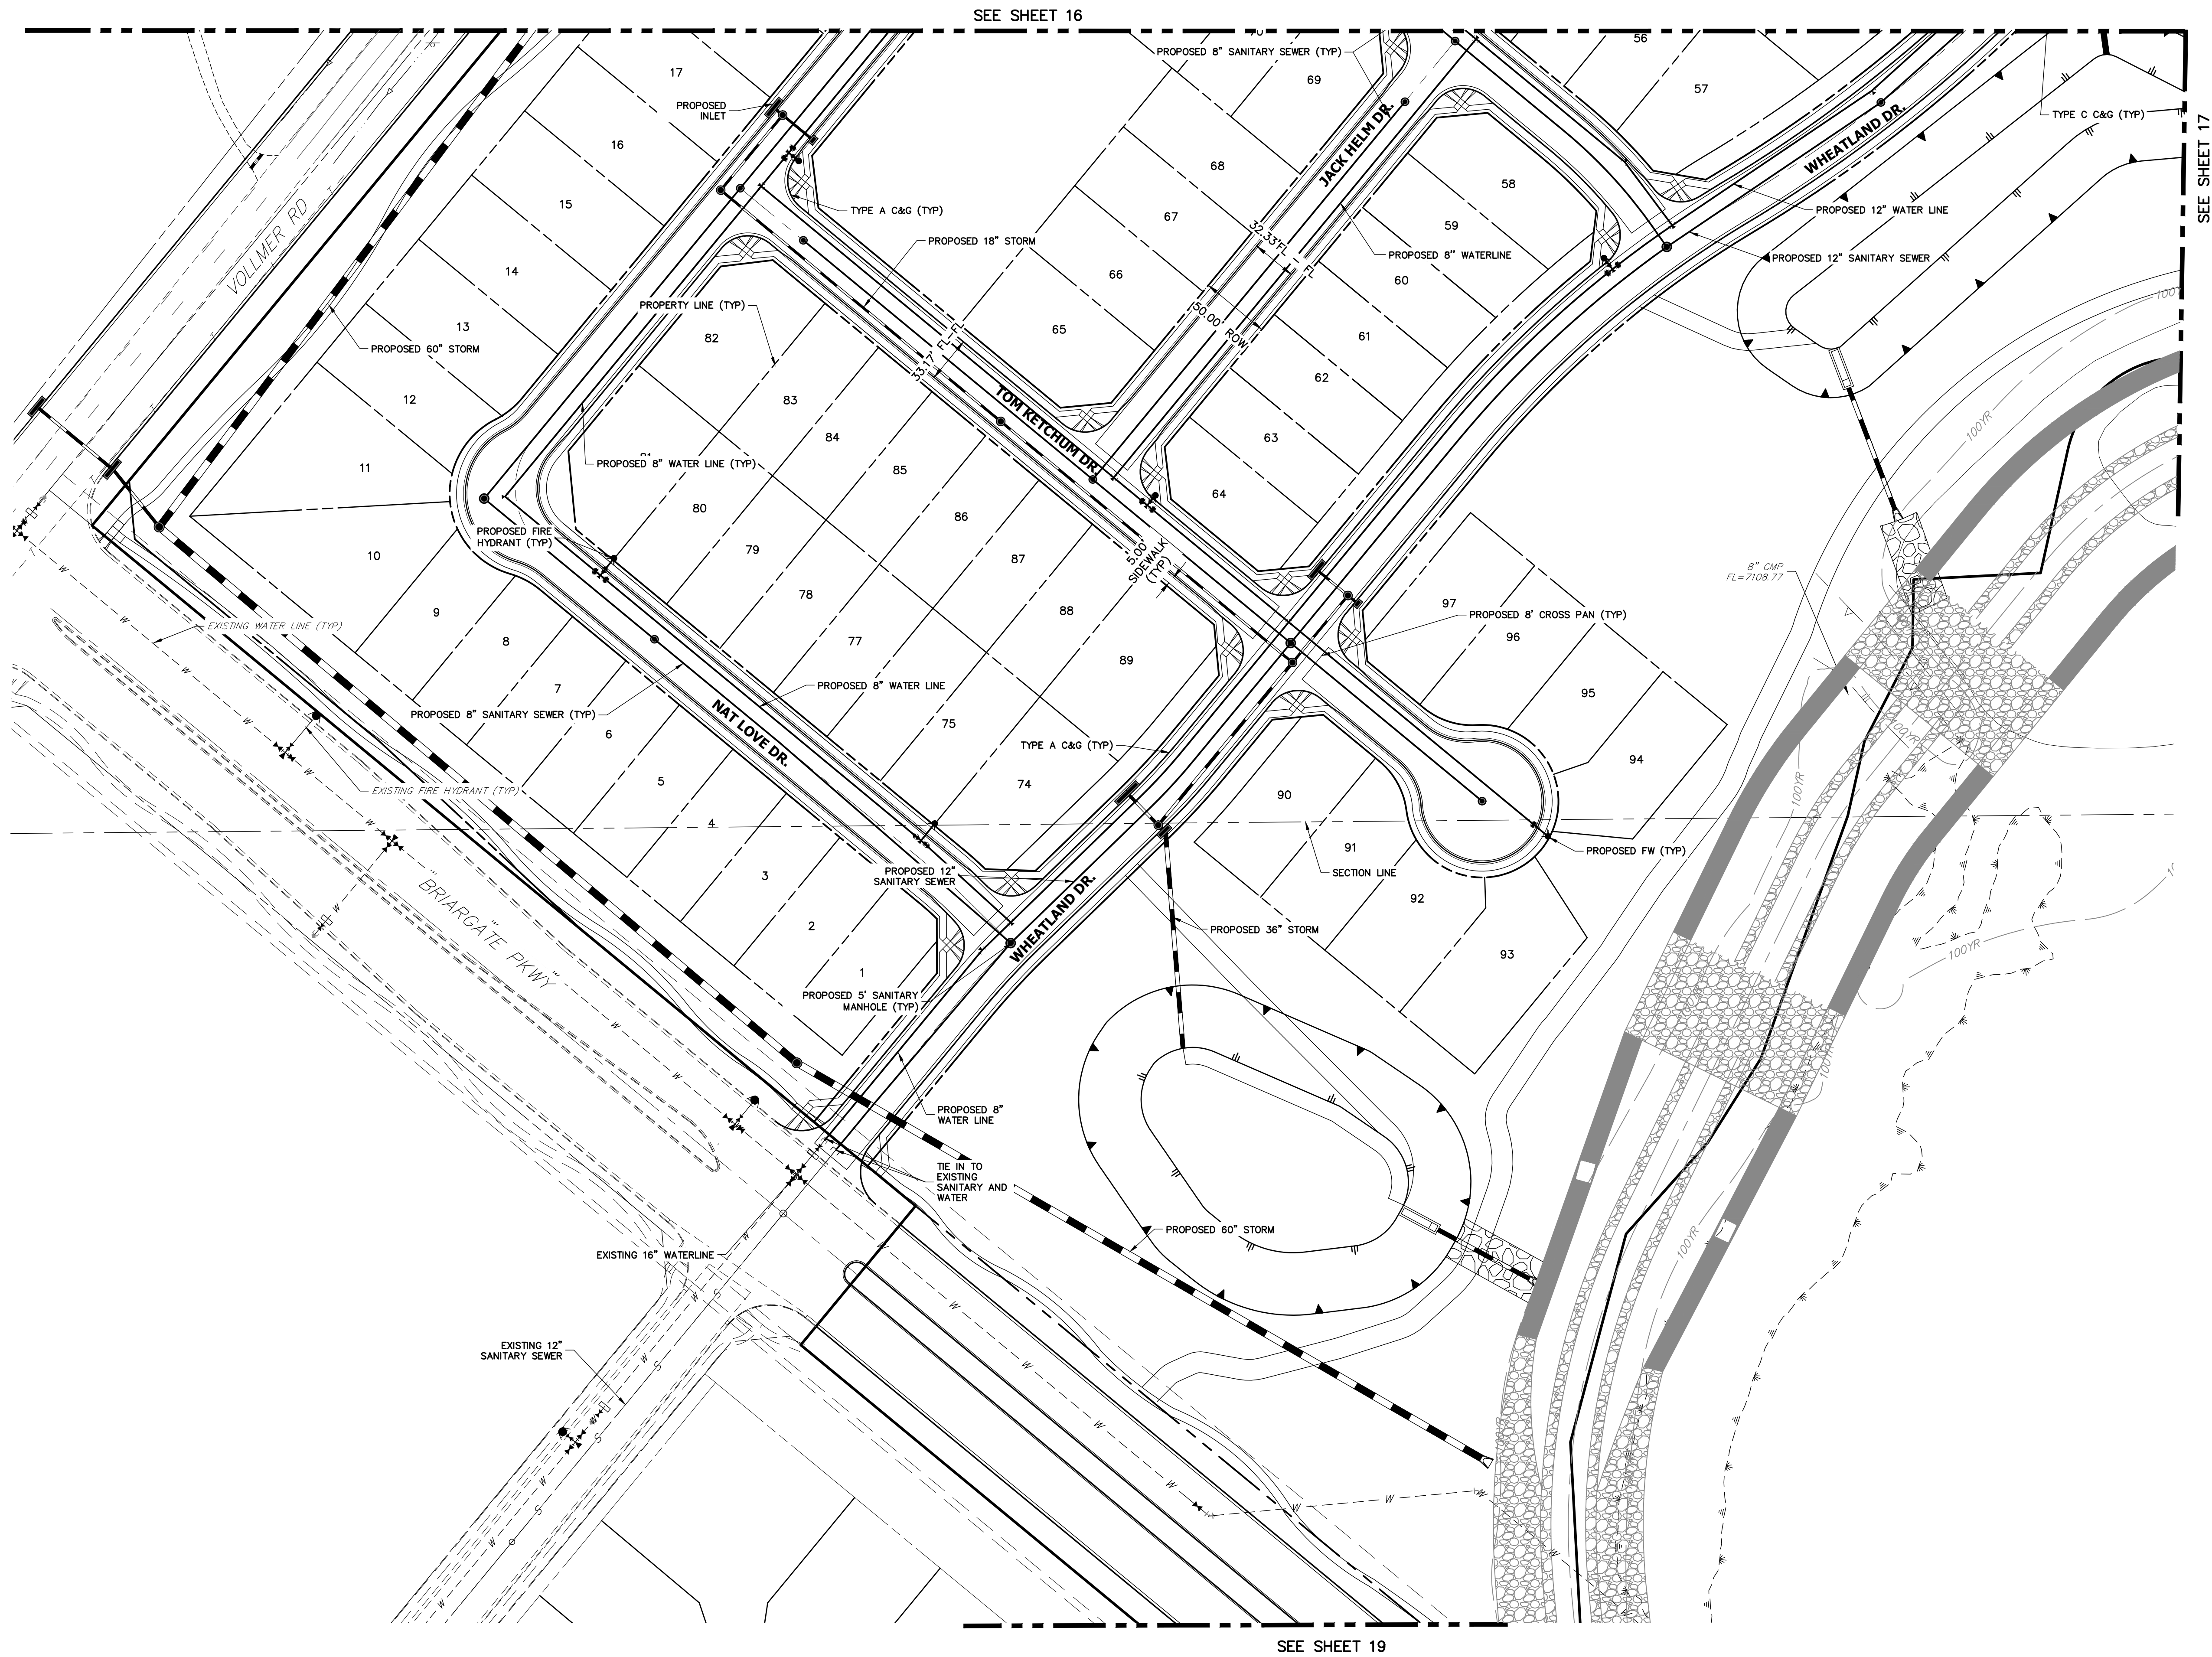 SEE SHEET 16
SEE SHEET 17
56
57
PROPOSED 8" SANITARY SEWER (TYP)
69
17
PROPOSED
INLET
16
68
JACK HELM DR.
WHEATLAND DR.
TYPE C C&G (TYP)
58
15
TYPE A C&G (TYP)
67
59
PROPOSED 12" WATER LINE
VOLLMER RD
PROPOSED 18" STORM
32.33' FL - FL
PROPOSED 8" WATERLINE
PROPOSED 12" SANITARY SEWER
14
66
60
100YR
PROPERTY LINE (TYP)
50.00' ROW
13
65
61
82
PROPOSED 60" STORM
33.17' FL-FL
62
12
83
TOM KETCHUM DR.
84
63
100YR
11
PROPOSED 8" WATER LINE (TYP)
85
64
80
86
PROPOSED FIRE
HYDRANT (TYP)
79
87
5.00'
SIDEWALK
(TYP)
10
8" CMP
FL=7108.77
78
97
88
9
PROPOSED 8' CROSS PAN (TYP)
EXISTING WATER LINE (TYP)
8
77
96
89
7
PROPOSED 8" WATER LINE
95
PROPOSED 8" SANITARY SEWER (TYP)
75
NAT LOVE DR.
6
TYPE A C&G (TYP)
94
100YR
5
74
90
100YR
EXISTING FIRE HYDRANT (TYP)
4
91
PROPOSED FW (TYP)
SECTION LINE
3
PROPOSED 12"
SANITARY SEWER
92
WHEATLAND DR.
"BRIARGATE PKWY"
2
PROPOSED 36" STORM
93
100YR
1
PROPOSED 5' SANITARY
MANHOLE (TYP)
100YR
PROPOSED 8"
WATER LINE
TIE IN TO
EXISTING
SANITARY AND
WATER
PROPOSED 60" STORM
100YR
EXISTING 16" WATERLINE
EXISTING 12"
SANITARY SEWER
SEE SHEET 19